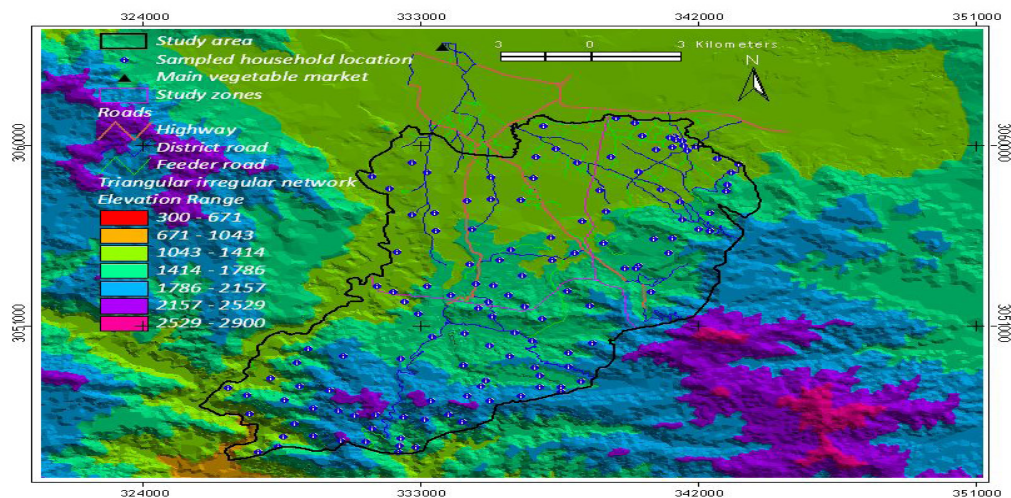 324000 333000 342000 351000
Study area
3 0 3 Kilometers
Sampled household location
Main vegetable market
N
Study zones
Roads
Highway
3060000 3060000
District road
Feeder road
Triangular irregular network
Elevation Range
300 - 671
671 - 1043
1043 - 1414
1414 - 1786
1786 - 2157
2157 - 2529
2529 - 2900
3051000 3051000
324000 333000 342000 351000